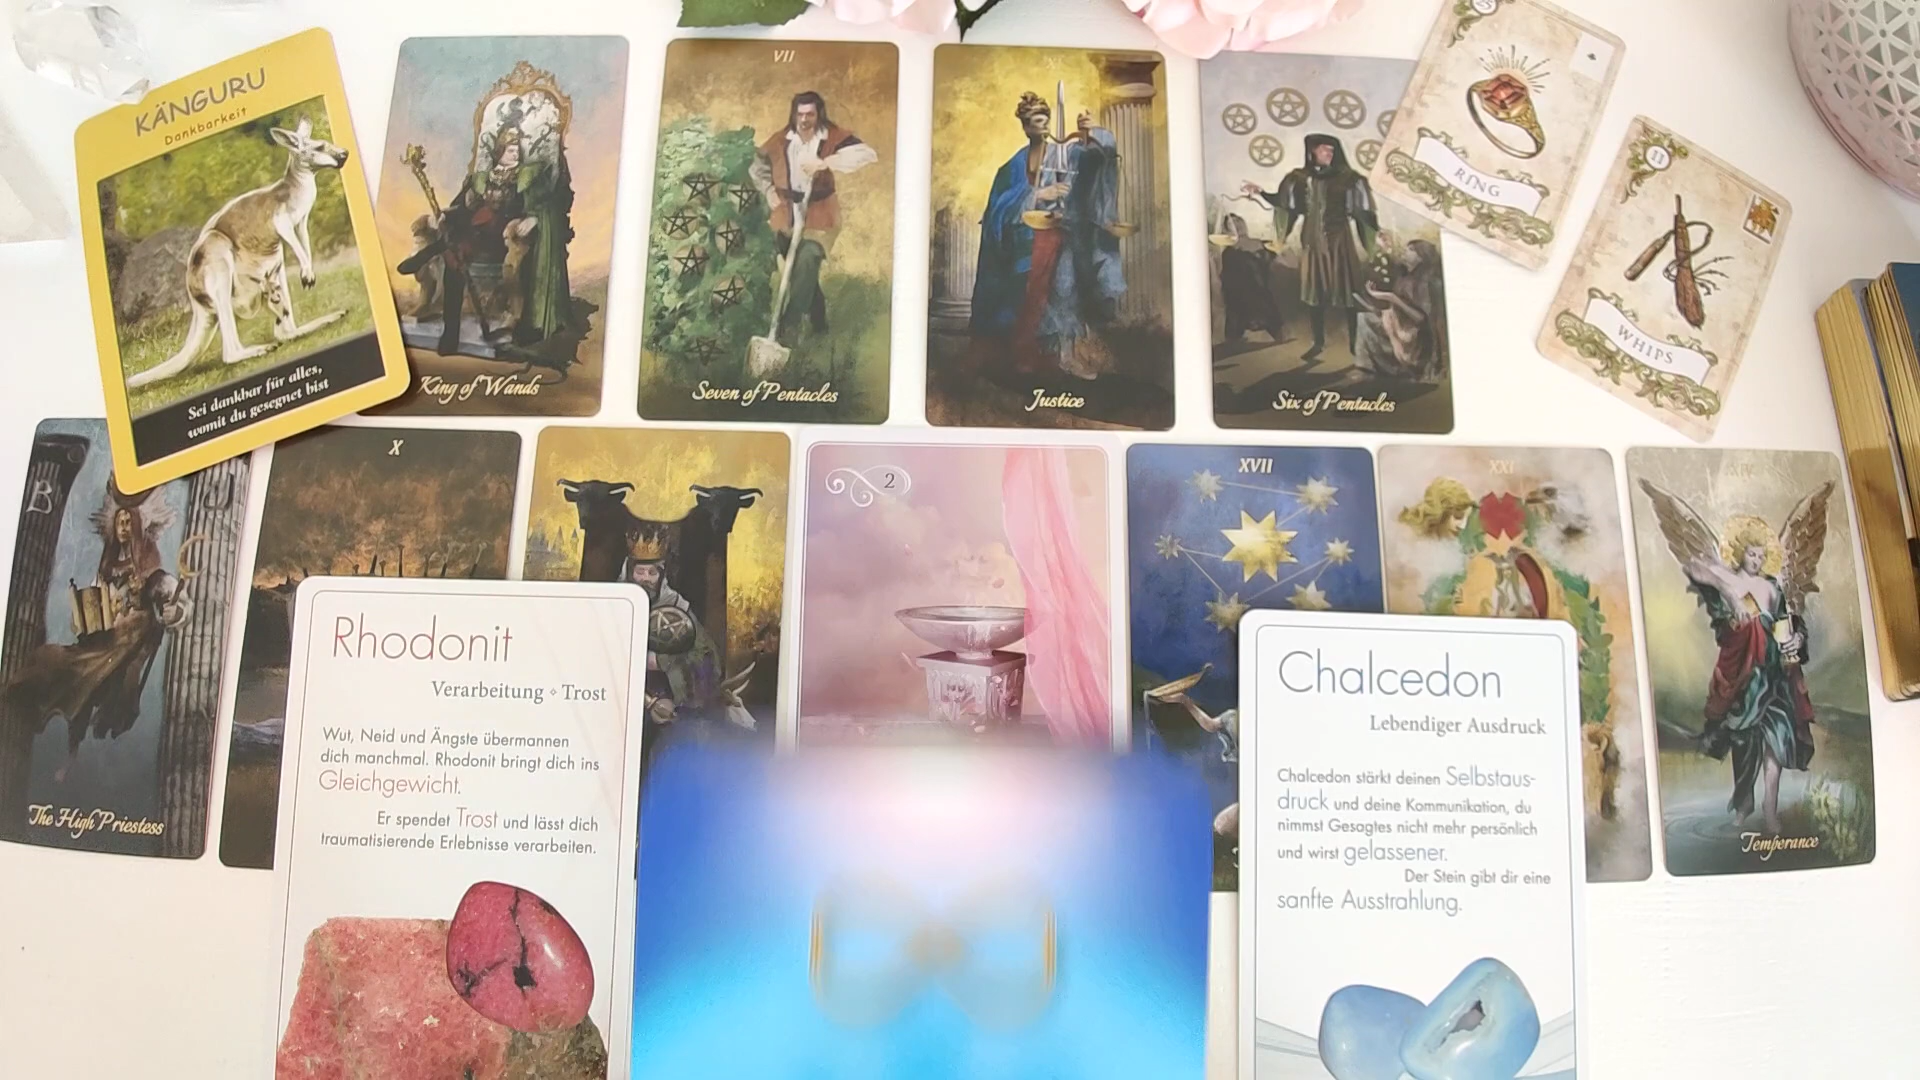 KÄNGURU
Dankbarkeit
Sei dankbar für alles,
womit du gesegnet bist
King of Wands
VII
Seven of Pentacles
XI
Justice
Six of Pentacles
RING
11
WHIPS
B
J
The High Priestess
X
2
XVII
XXI
XIV
Temperance
Rhodonit
Verarbeitung ⬦ Trost
Wut, Neid und Ängste übermannen
dich manchmal. Rhodonit bringt dich ins
Gleichgewicht.
Er spendet Trost und lässt dich
traumatisierende Erlebnisse verarbeiten.
Chalcedon
Lebendiger Ausdruck
Chalcedon stärkt deinen Selbstaus-
druck und deine Kommunikation, du
nimmst Gesagtes nicht mehr persönlich
und wirst gelassener.
Der Stein gibt dir eine
sanfte Ausstrahlung.